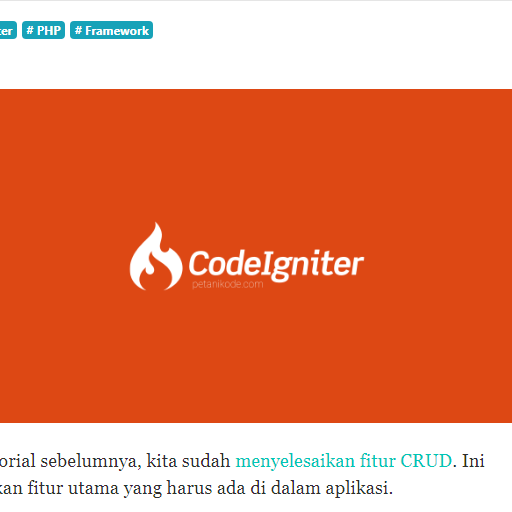 ter # PHP # Framework
CodeIgniter
petanikode.com
orial sebelumnya, kita sudah menyelesaikan fitur CRUD. Ini
kan fitur utama yang harus ada di dalam aplikasi.